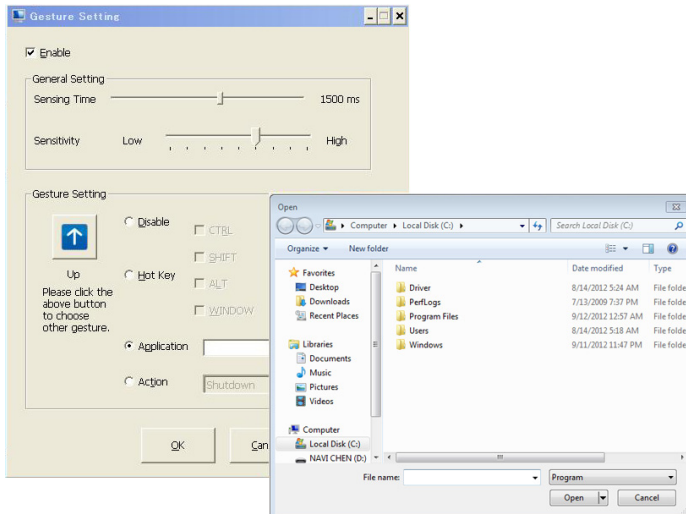 Gesture Setting
Enable
General Setting
Sensing Time 1500 ms
Sensitivity Low High
Gesture Setting
Disable
CTRL
SHIFT
Up
Hot Key
ALT
Please click the
above button
to choose
other gesture.
WINDOW
Application
Action Shutdown
OK Can
Open
Computer Local Disk (C:) Search Local Disk (C:)
Organize New folder
Favorites
Desktop
Downloads
Recent Places
Libraries
Documents
Music
Pictures
Videos
Computer
Local Disk (C:)
NAVI CHEN (D:)
Name Date modified Type
Driver 8/14/2012 5:24 AM File folde
PerfLogs 7/13/2009 7:37 PM File folde
Program Files 9/12/2012 12:57 AM File folde
Users 8/14/2012 5:18 AM File folde
Windows 9/11/2012 11:47 PM File folde
File name: Program
Open Cancel